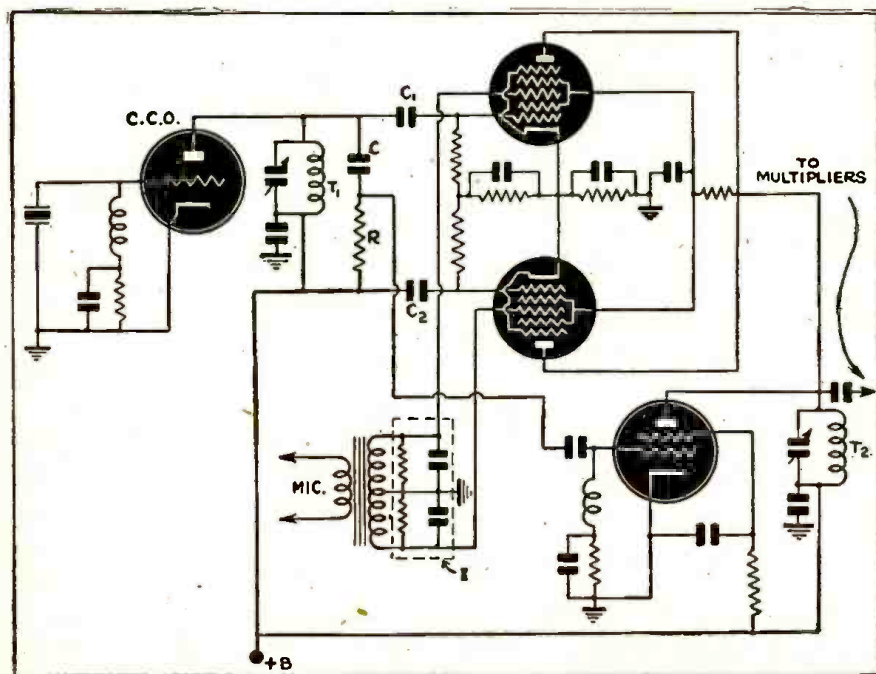 C.C.O.
C₁
C
T₁
R
C₂
TO
MULTIPLIERS
T₂
MIC.
I
+B